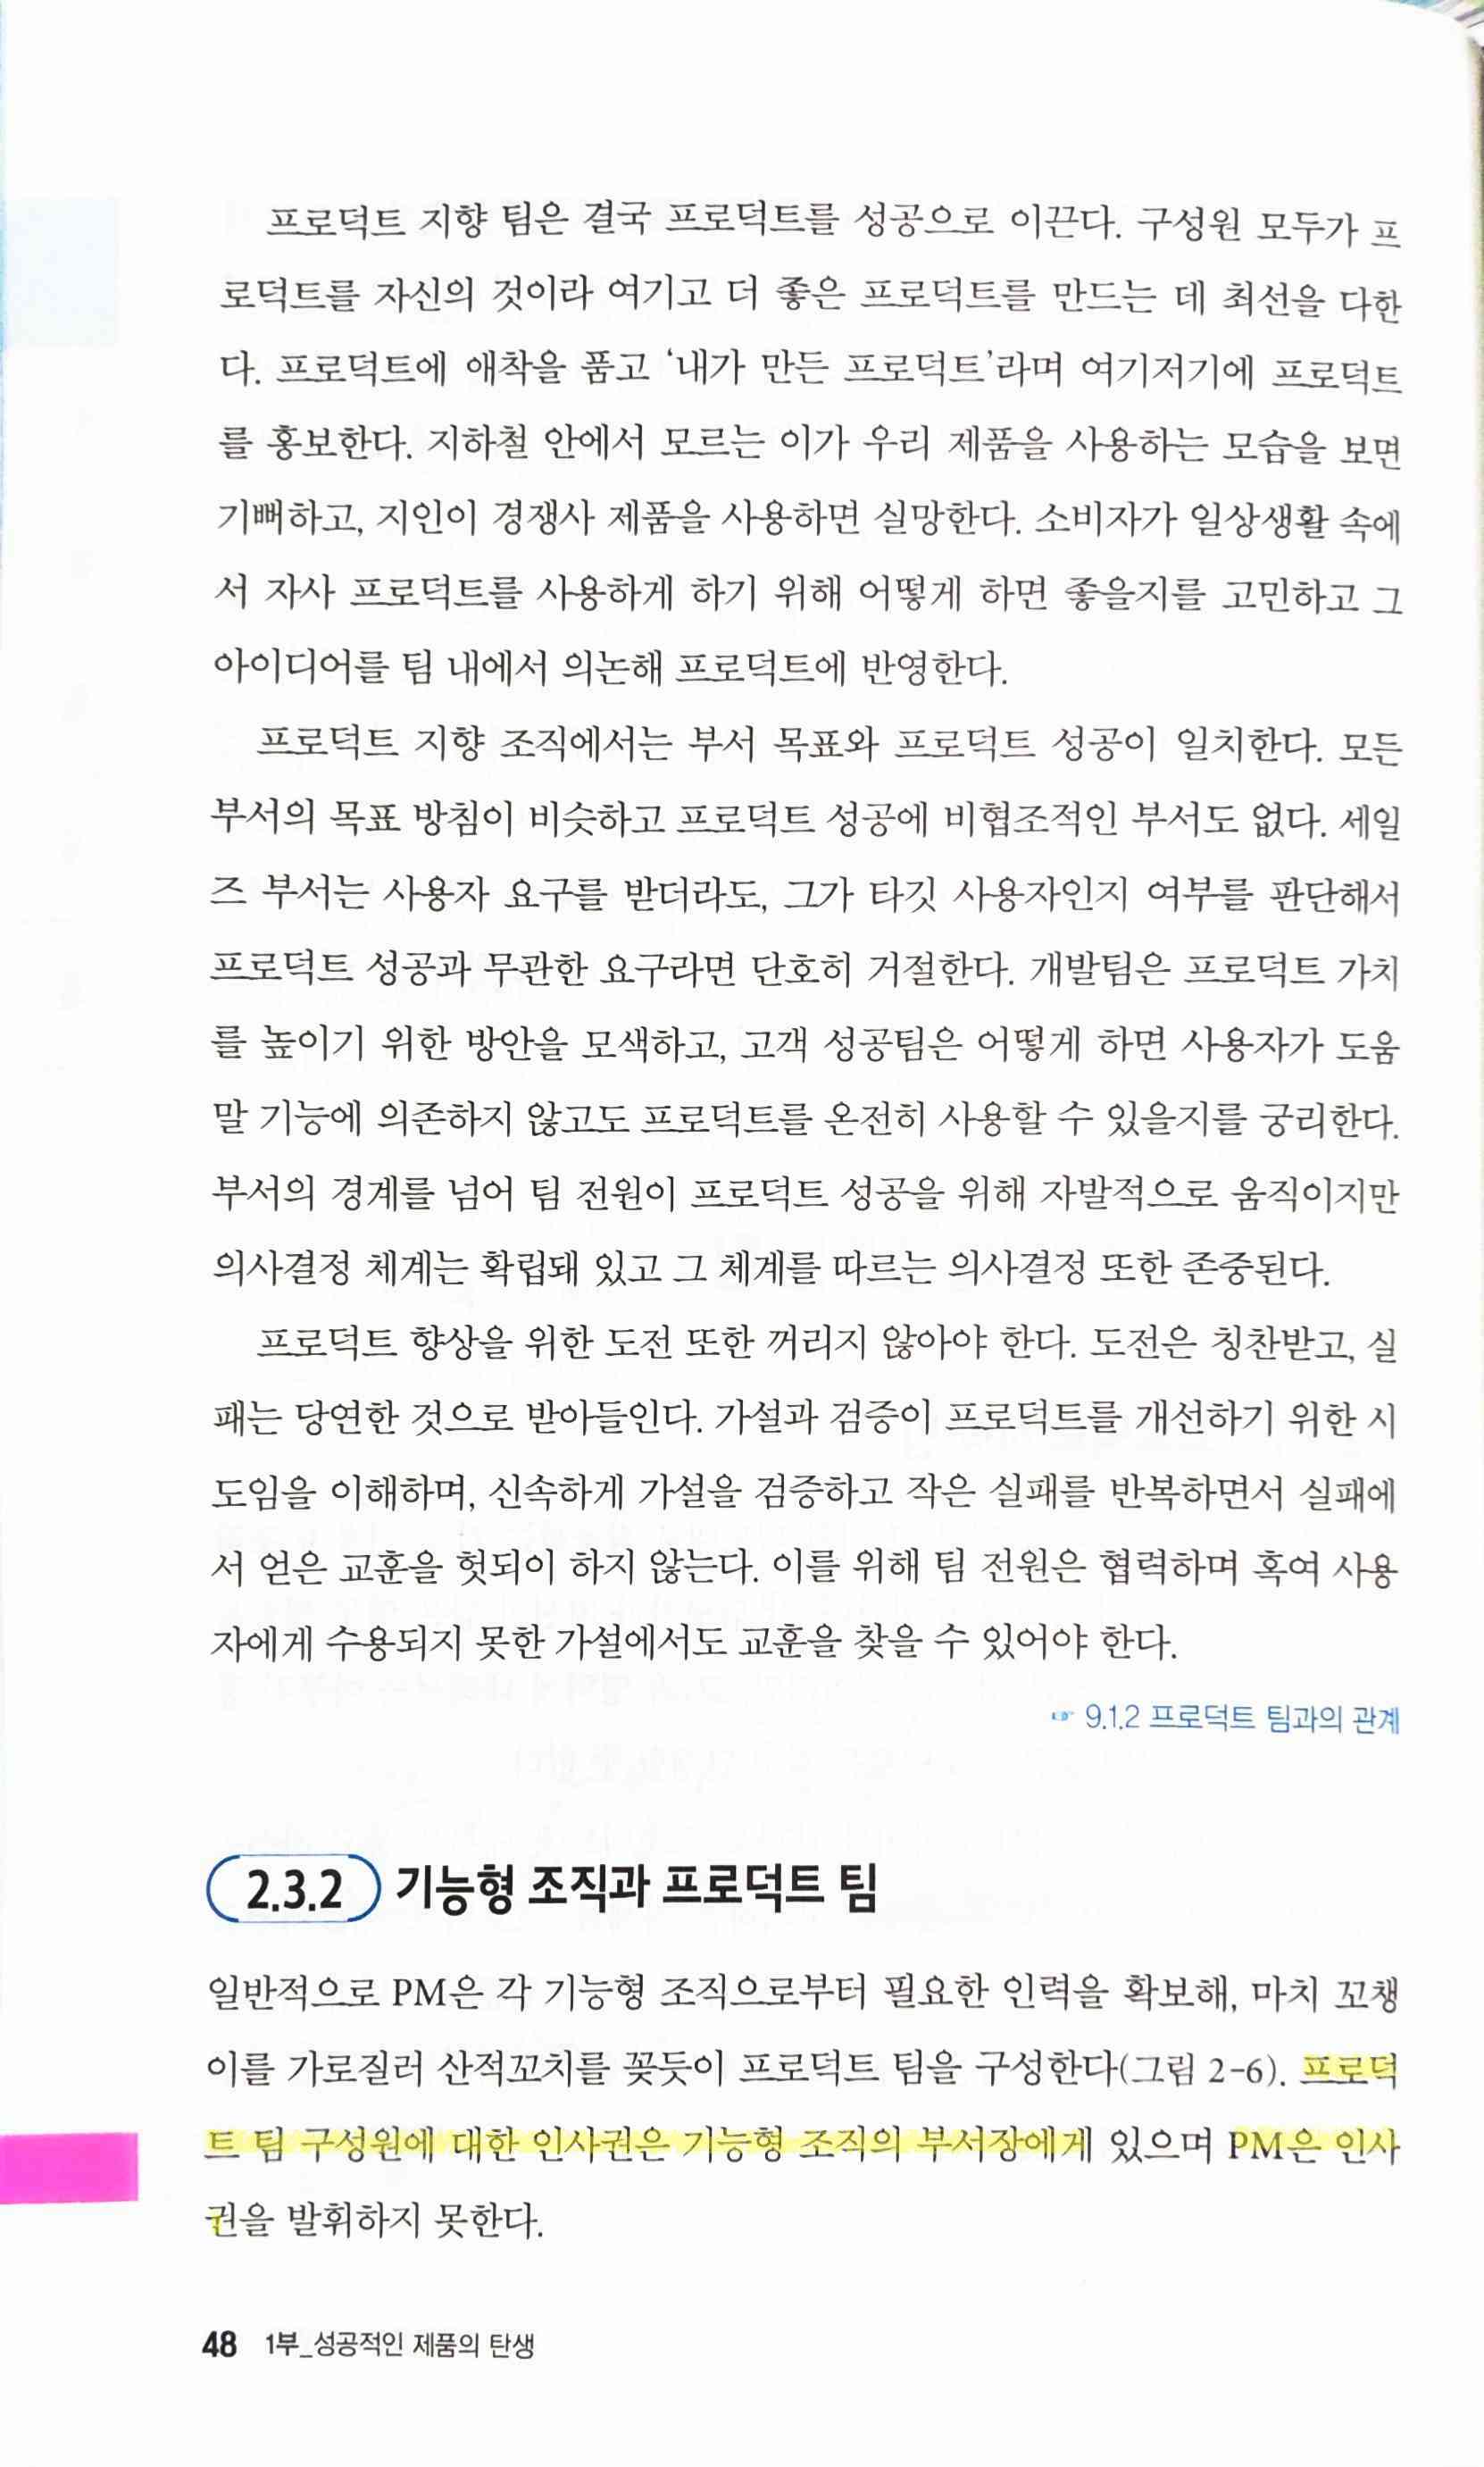 프로덕트 지향 팀은 결국 프로덕트를 성공으로 이끈다. 구성원 모두가 프
로덕트를 자신의 것이라 여기고 더 좋은 프로덕트를 만드는 데 최선을 다한
다. 프로덕트에 애착을 품고 ‘내가 만든 프로덕트’라며 여기저기에 프로덕트
를 홍보한다. 지하철 안에서 모르는 이가 우리 제품을 사용하는 모습을 보면
기뻐하고, 지인이 경쟁사 제품을 사용하면 실망한다. 소비자가 일상생활 속에
서 자사 프로덕트를 사용하게 하기 위해 어떻게 하면 좋을지를 고민하고 그
아이디어를 팀 내에서 의논해 프로덕트에 반영한다.
프로덕트 지향 조직에서는 부서 목표와 프로덕트 성공이 일치한다. 모든
부서의 목표 방침이 비슷하고 프로덕트 성공에 비협조적인 부서도 없다. 세일
즈 부서는 사용자 요구를 받더라도, 그가 타깃 사용자인지 여부를 판단해서
프로덕트 성공과 무관한 요구라면 단호히 거절한다. 개발팀은 프로덕트 가치
를 높이기 위한 방안을 모색하고, 고객 성공팀은 어떻게 하면 사용자가 도움
말 기능에 의존하지 않고도 프로덕트를 온전히 사용할 수 있을지를 궁리한다.
부서의 경계를 넘어 팀 전원이 프로덕트 성공을 위해 자발적으로 움직이지만
의사결정 체계는 확립돼 있고 그 체계를 따르는 의사결정 또한 존중된다.
프로덕트 향상을 위한 도전 또한 꺼리지 않아야 한다. 도전은 칭찬받고, 실
패는 당연한 것으로 받아들인다. 가설과 검증이 프로덕트를 개선하기 위한 시
도임을 이해하며, 신속하게 가설을 검증하고 작은 실패를 반복하면서 실패에
서 얻은 교훈을 헛되이 하지 않는다. 이를 위해 팀 전원은 협력하며 혹여 사용
자에게 수용되지 못한 가설에서도 교훈을 찾을 수 있어야 한다.
☞ 9.1.2 프로덕트 팀과의 관계
2.3.2 기능형 조직과 프로덕트 팀
일반적으로 PM은 각 기능형 조직으로부터 필요한 인력을 확보해, 마치 꼬챙
이를 가로질러 산적꼬치를 꽂듯이 프로덕트 팀을 구성한다(그림 2-6). 프로덕
트 팀 구성원에 대한 인사권은 기능형 조직의 부서장에게 있으며 PM은 인사
권을 발휘하지 못한다.
48 1부_성공적인 제품의 탄생